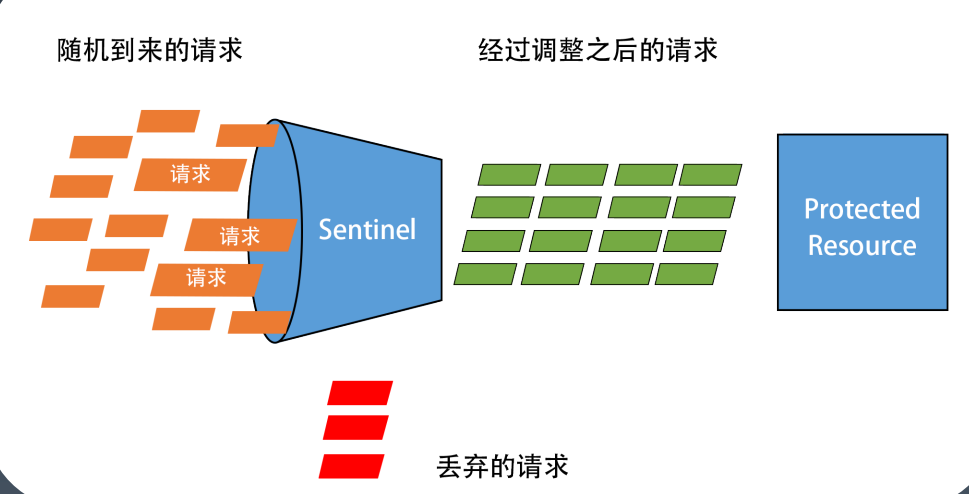 随机到来的请求
经过调整之后的请求
请求
请求
请求
Sentinel
Protected
Resource
丢弃的请求